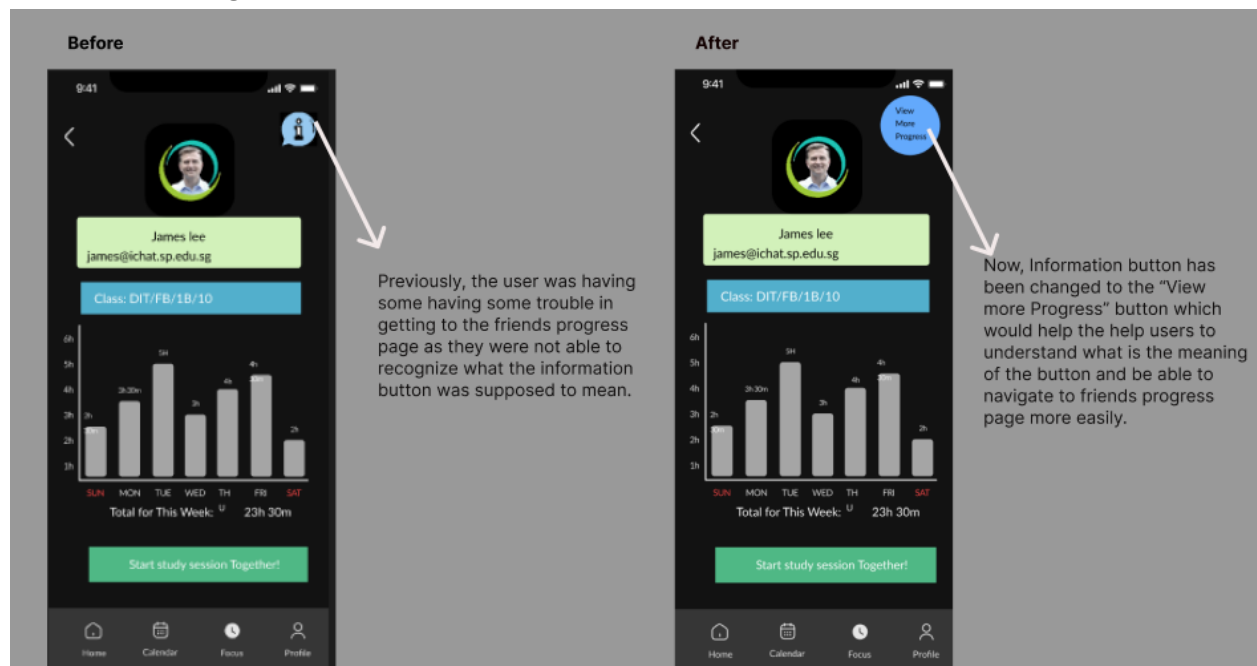 Before
After
9:41
James lee
james@ichat.sp.edu.sg
Class: DIT/FB/1B/10
6h
5h
4h
3h
2h
1h
2h
30m
3h30m
5H
3h
4h
4h
30m
2h
SUN MON TUE WED TH FRI SAT
U
Total for This Week: 23h 30m
Start study session Together!
Home Calendar Focus Profile
Previously, the user was having
some having some trouble in
getting to the friends progress
page as they were not able to
recognize what the information
button was supposed to mean.
9:41
View
More
Progress
James lee
james@ichat.sp.edu.sg
Class: DIT/FB/1B/10
6h
5h
4h
3h
2h
1h
2h
30m
3h30m
5H
3h
4h
4h
30m
2h
SUN MON TUE WED TH FRI SAT
U
Total for This Week: 23h 30m
Start study session Together!
Home Calendar Focus Profile
Now, Information button has
been changed to the “View
more Progress” button which
would help the help users to
understand what is the meaning
of the button and be able to
navigate to friends progress
page more easily.